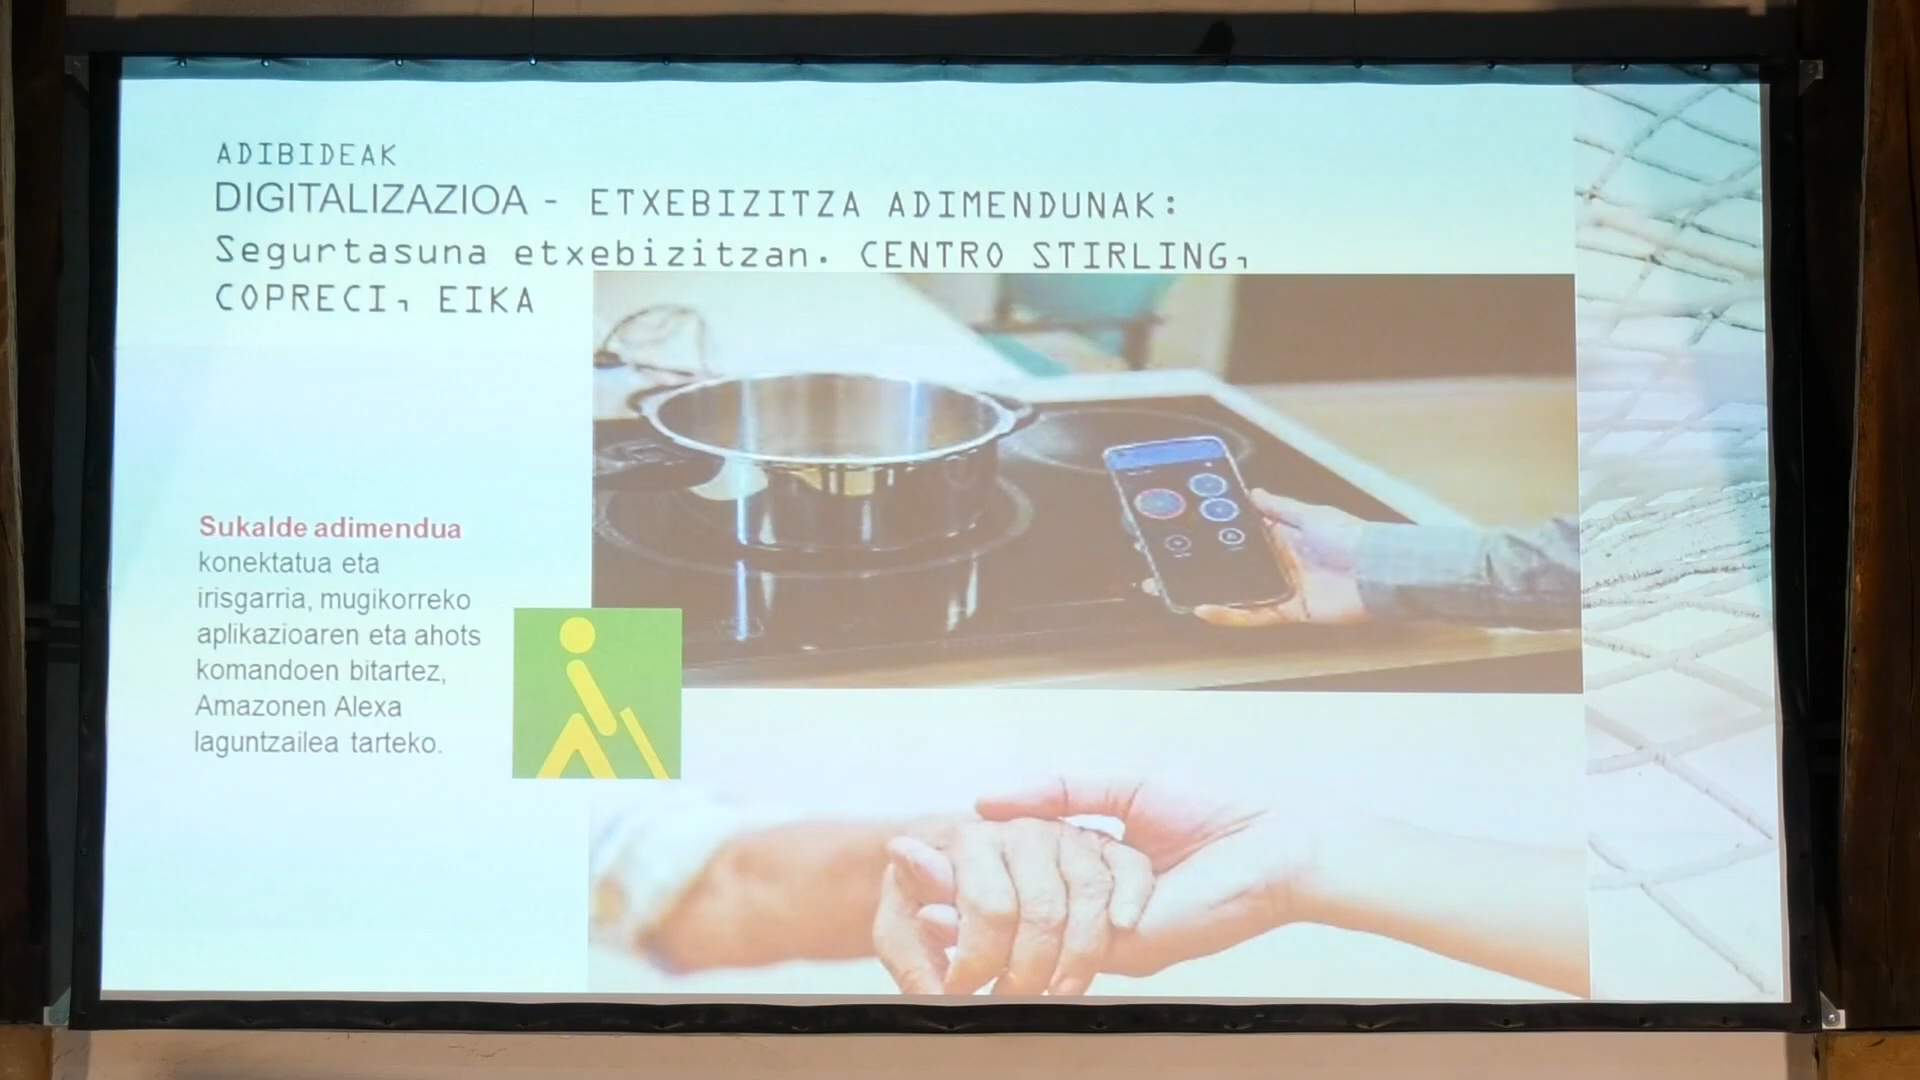 ADIBIDEAK
DIGITALIZAZIOA - ETXEBIZITZA ADIMENDUNAK:
Segurtasuna etxebizitzan. CENTRO STIRLING,
COPRECI, EIKA
Sukalde adimendua
konektatua eta
irisgarria, mugikorreko
aplikazioaren eta ahots
komandoen bitartez,
Amazonen Alexa
laguntzailea tarteko.